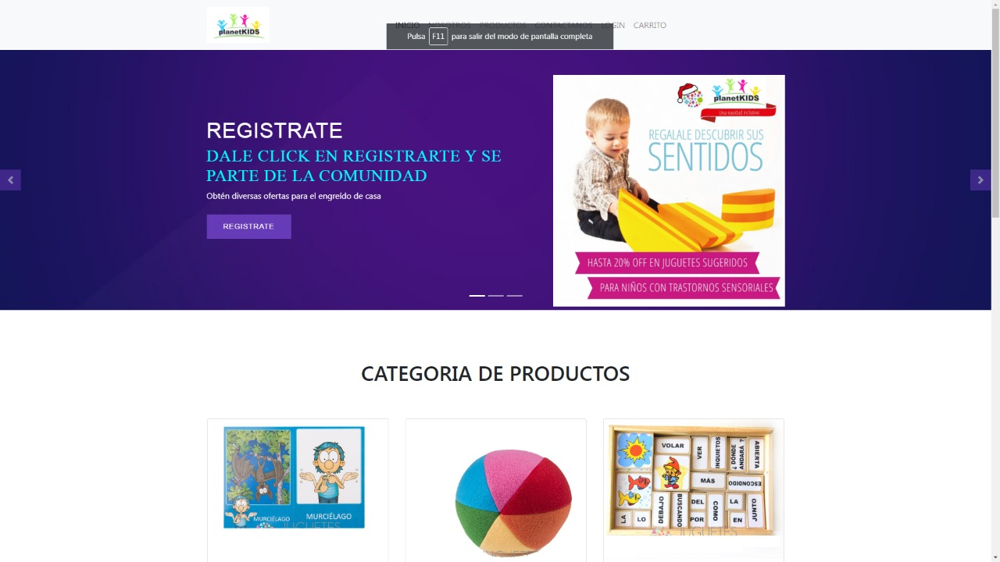 planetKIDS
INICIO NOSOTROS PRODUCTOS CONTACTANOS LOGIN CARRITO
Pulsa F11 para salir del modo de pantalla completa
REGISTRATE
DALE CLICK EN REGISTRARTE Y SE
PARTE DE LA COMUNIDAD
Obtén diversas ofertas para el engreído de casa
REGISTRATE
planetKIDS
Una navidad inclusiva
REGALALE DESCUBRIR SUS
SENTIDOS
HASTA 20% OFF EN JUGUETES SUGERIDOS
PARA NIÑOS CON TRASTORNOS SENSORIALES
CATEGORIA DE PRODUCTOS
MURCIÉLAGO
MURCIÉLAGO
JUGUETES
VOLAR
VER
INQUIETOS
¿DÓNDE
ANDARÁ?
ABIERTA
MÁS
ESCONDIDO
LA
LO
DEBAJO
BUSCANDO
DEL
POR
COMO
LA
EN
JUNTO
JUGUETES